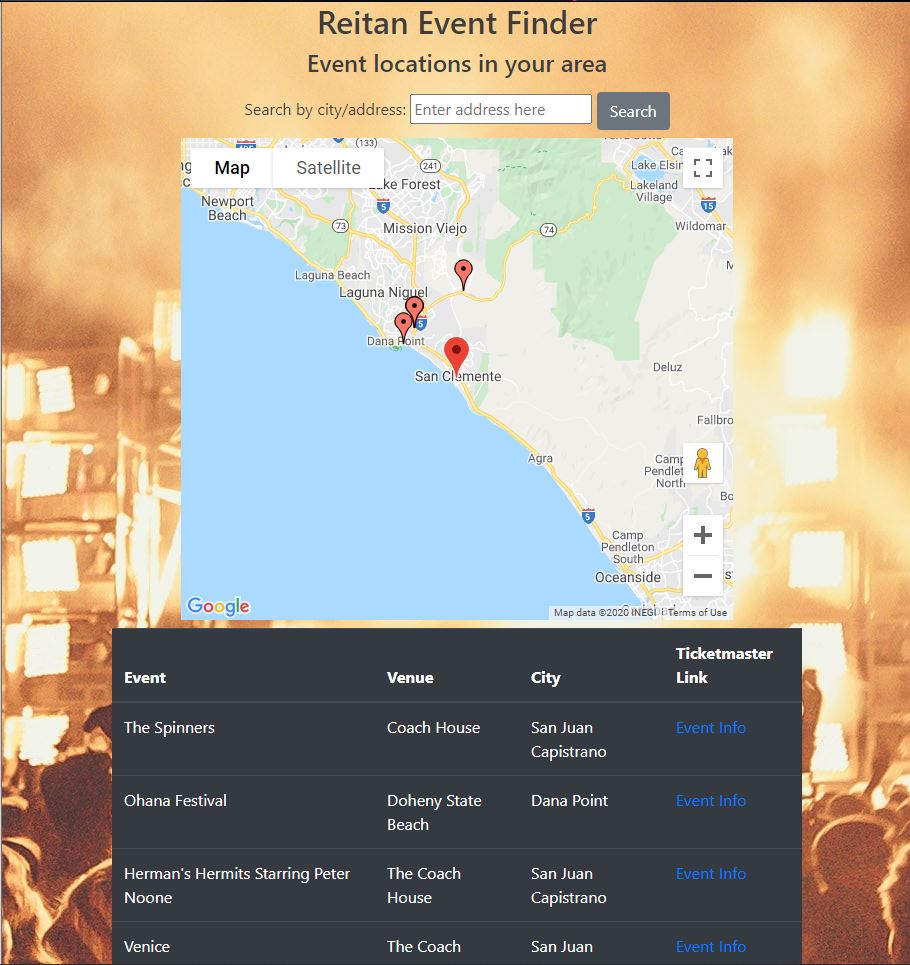 Reitan Event Finder
Event locations in your area
Search by city/address: Enter address here Search
Map Satellite
(133)
241
Lake Forest
5
Newport
Beach
73
Mission Viejo
74
Lake Elsin
Lakeland
Village
15
Wildomar
Laguna Beach
Laguna Niguel
5
Dana Point
San Clemente
Deluz
Fallbro
Agra
Camp
Pendlet
North
5
Camp
Pendleton
South
Oceanside
Google
Map data ©2020 INEGI Terms of Use
Event Venue City Ticketmaster
Link
The Spinners Coach House San Juan
Capistrano Event Info
Ohana Festival Doheny State
Beach Dana Point Event Info
Herman's Hermits Starring Peter
Noone The Coach
House San Juan
Capistrano Event Info
Venice The Coach San Juan Event Info